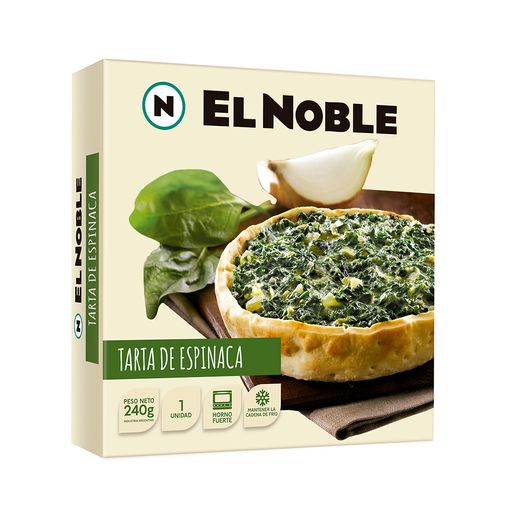 N EL NOBLE
TARTA DE ESPINACA
PESO NETO
240g
INDUSTRIA ARGENTINA
1
UNIDAD
HORNO
FUERTE
MANTENER LA
CADENA DE FRIO
N EL NOBLE
TARTA DE ESPINACA